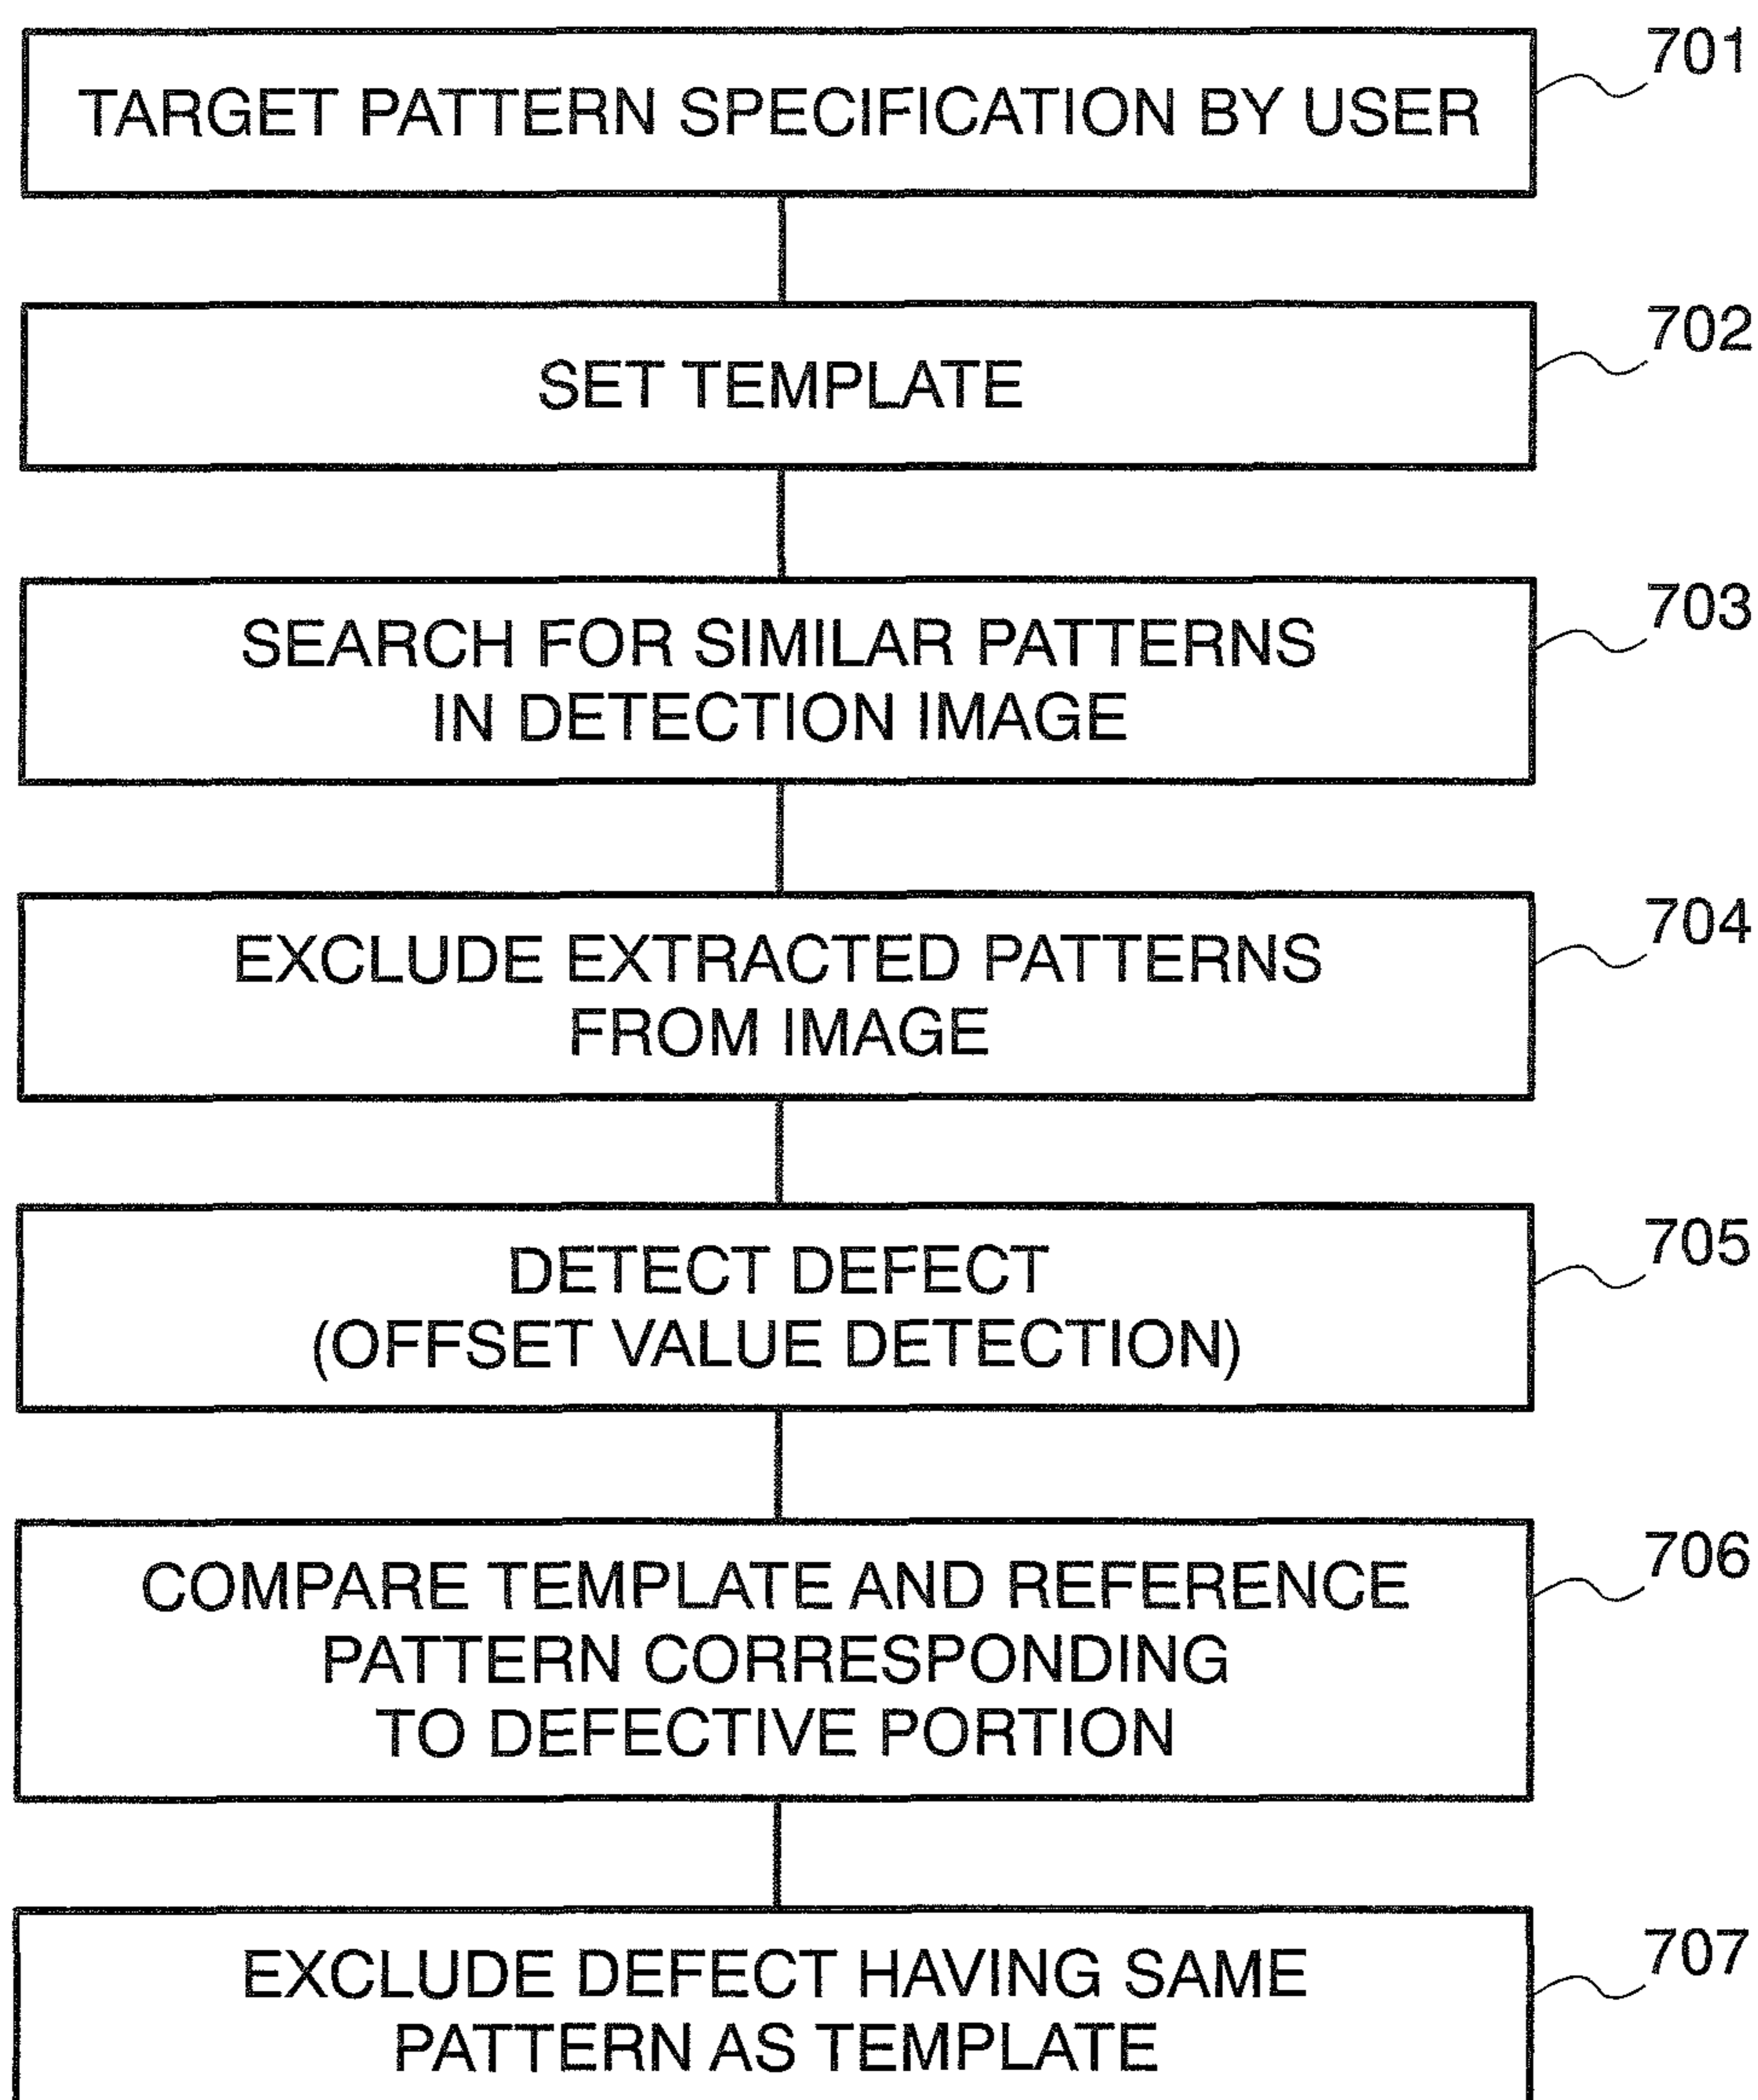 701
TARGET PATTERN SPECIFICATION BY USER
702
SET TEMPLATE
703
SEARCH FOR SIMILAR PATTERNS
IN DETECTION IMAGE
704
EXCLUDE EXTRACTED PATTERNS
FROM IMAGE
705
DETECT DEFECT
(OFFSET VALUE DETECTION)
706
COMPARE TEMPLATE AND REFERENCE
PATTERN CORRESPONDING
TO DEFECTIVE PORTION
707
EXCLUDE DEFECT HAVING SAME
PATTERN AS TEMPLATE